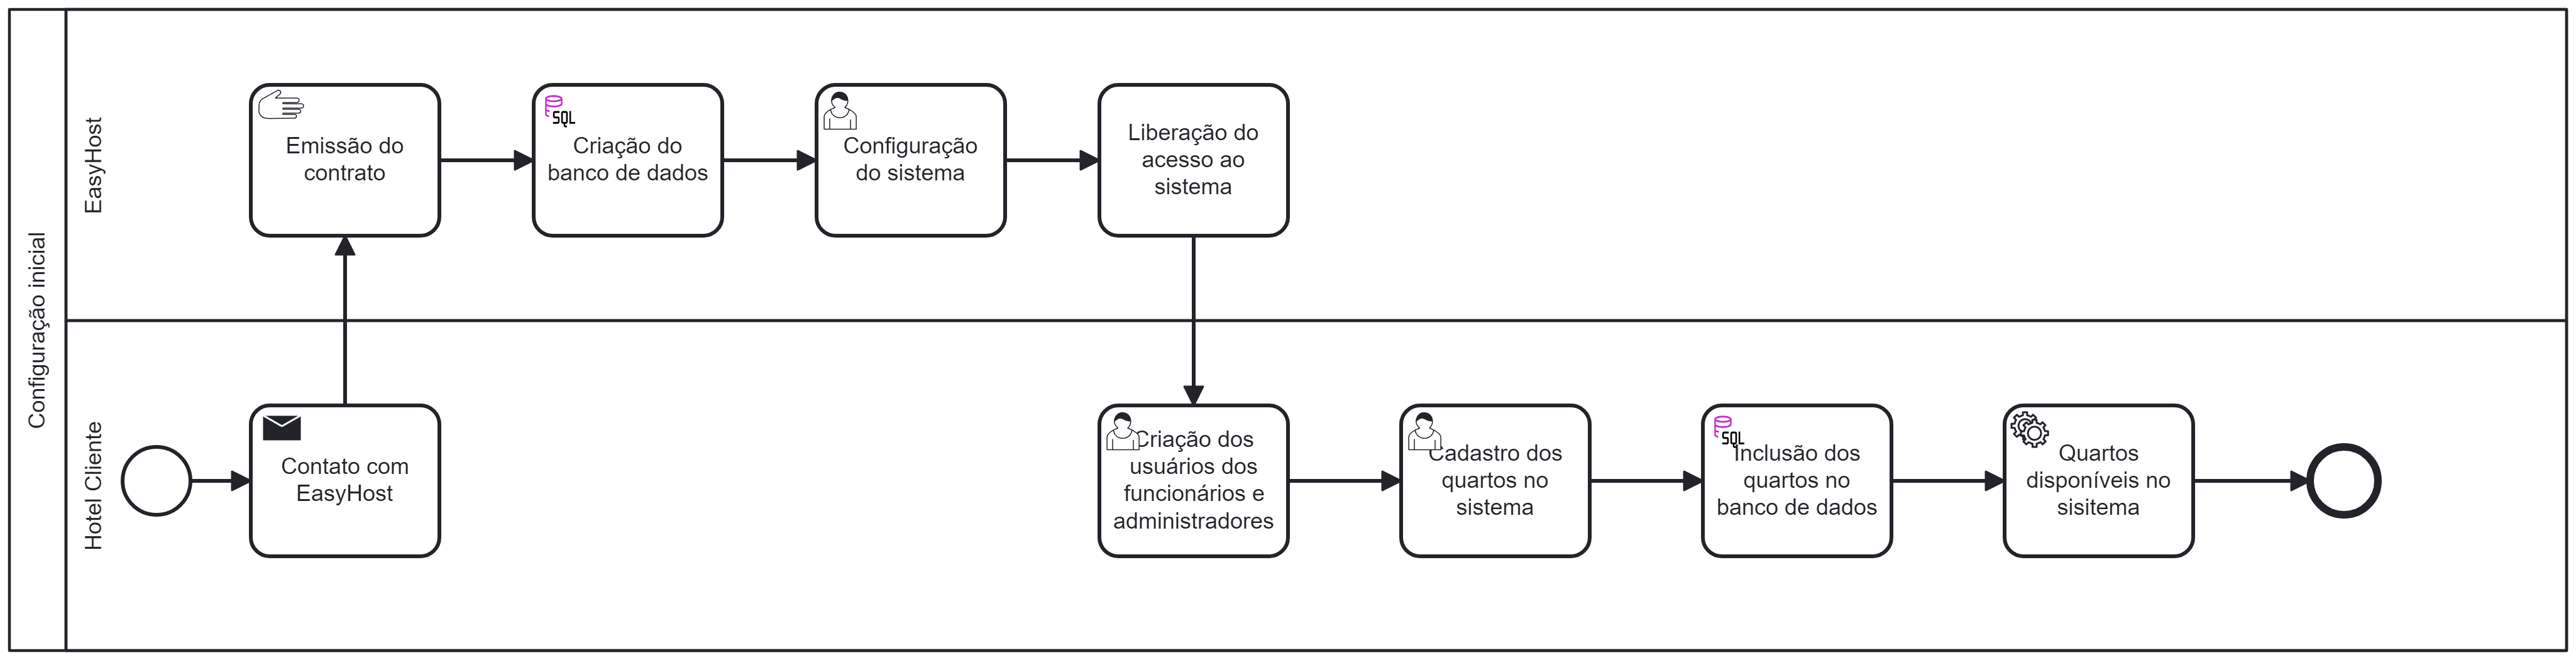 Configuração inicial
EasyHost
Emissão do
contrato
SQL
Criação do
banco de dados
Configuração
do sistema
Liberação do
acesso ao
sistema
Hotel Cliente
Contato com
EasyHost
Criação dos
usuários dos
funcionários e
administradores
Cadastro dos
quartos no
sistema
SQL
Inclusão dos
quartos no
banco de dados
Quartos
disponíveis no
sisitema